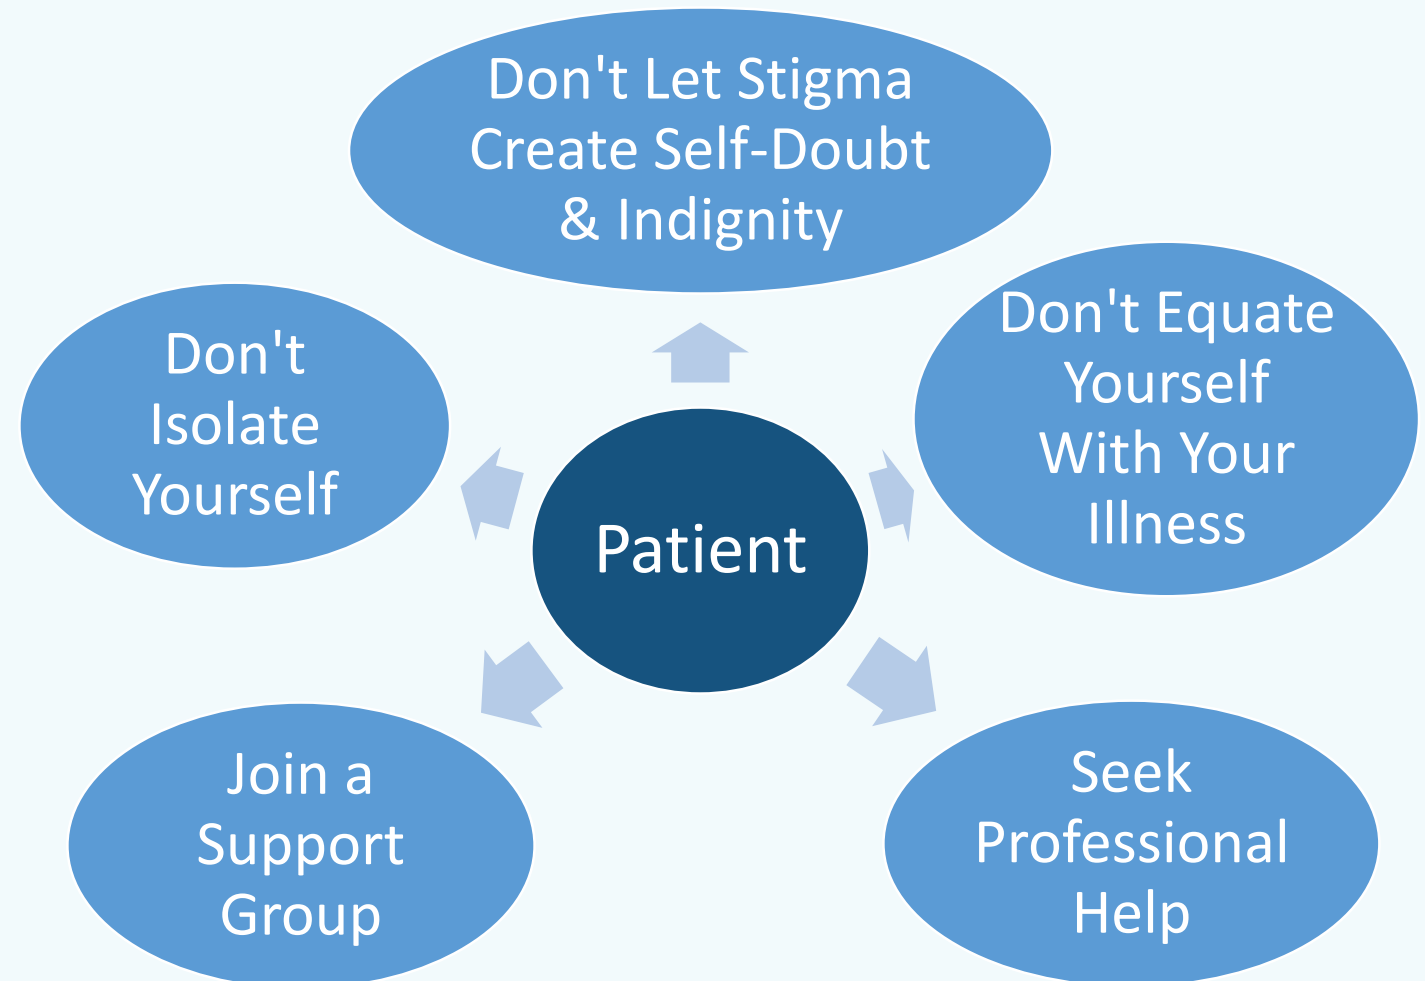 Don't Let Stigma
Create Self-Doubt
& Indignity
Don't Equate
Yourself
With Your
Illness
Seek
Professional
Help
Join a
Support
Group
Don't
Isolate
Yourself
Patient